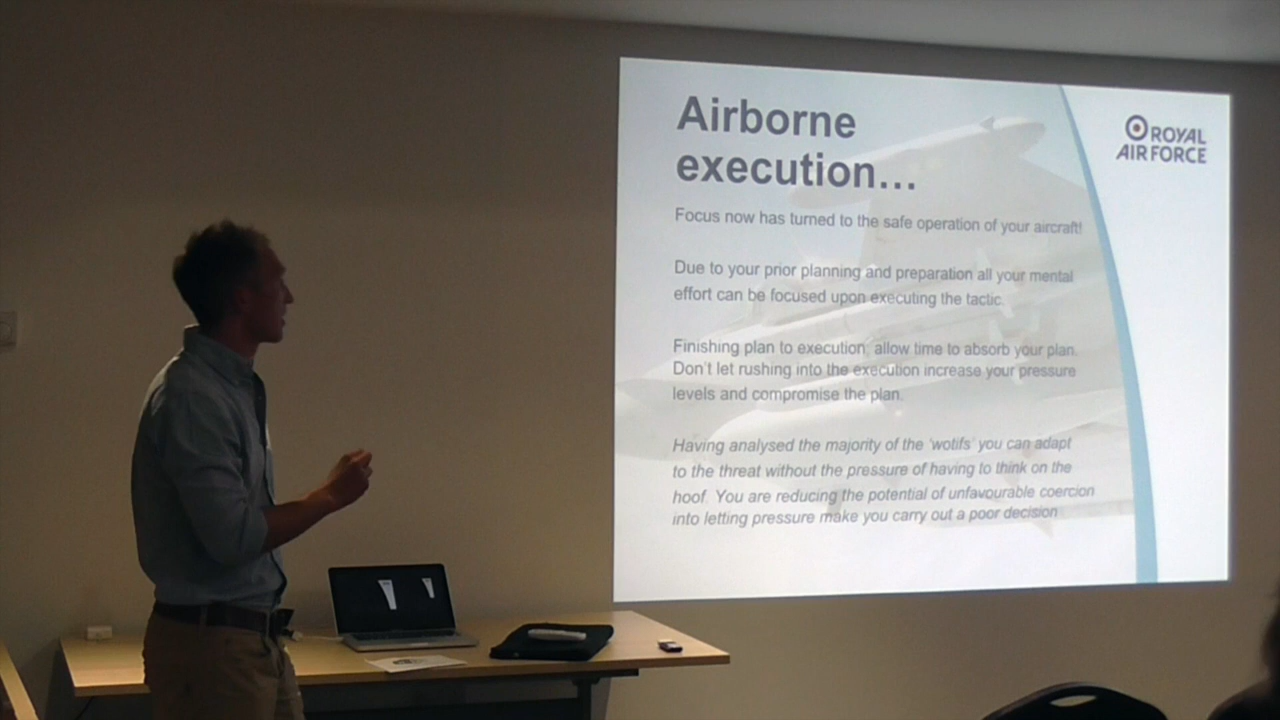 Airborne
execution...
ROYAL
AIR FORCE
Focus now has turned to the safe operation of your aircraft!
Due to your prior planning and preparation all your mental
effort can be focused upon executing the tactic.
Finishing plan to execution; allow time to absorb your plan.
Don't let rushing into the execution increase your pressure
levels and compromise the plan.
Having analysed the majority of the 'wotifs' you can adapt
to the threat without the pressure of having to think on the
hoof. You are reducing the potential of unfavourable coercion
into letting pressure make you carry out a poor decision